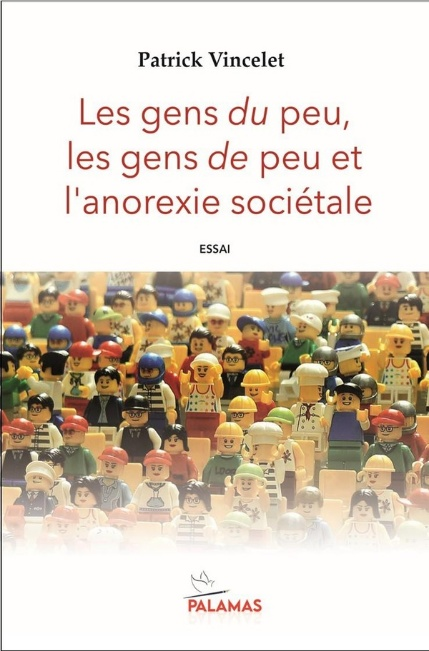 Patrick Vincelet
Les gens du peu,
les gens de peu et
l'anorexie sociétale
ESSAI
PALAMAS